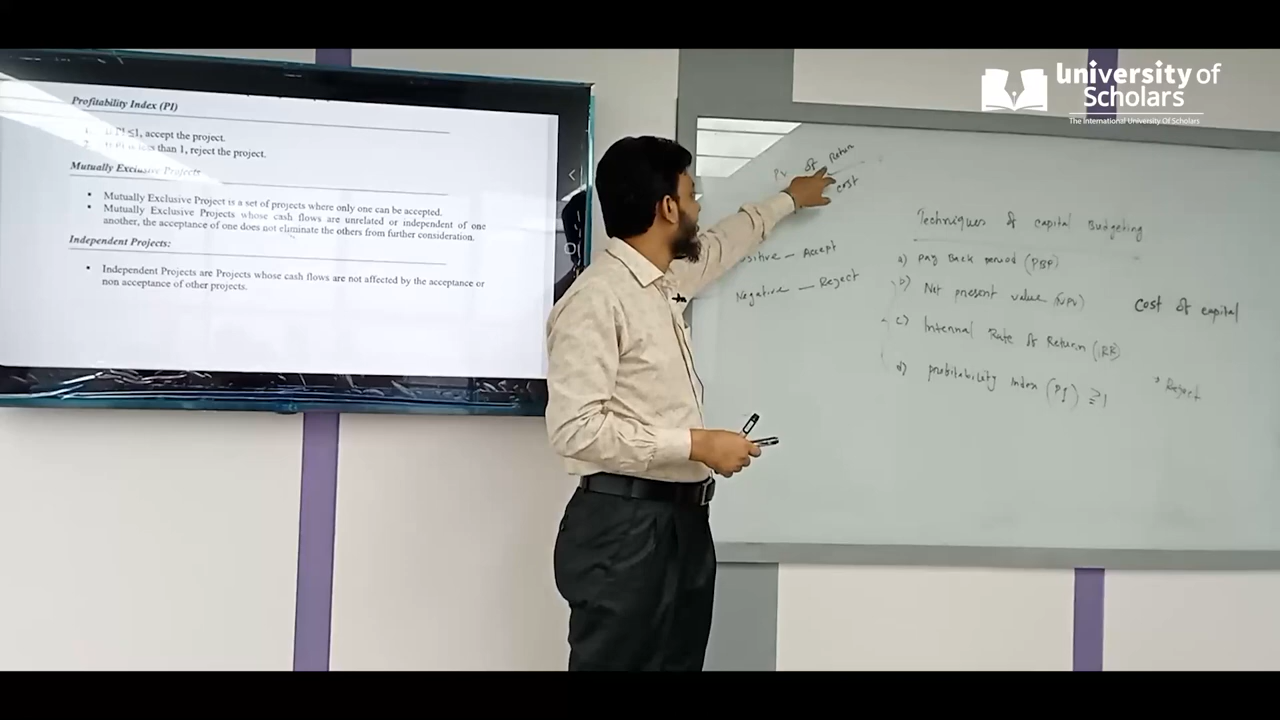 Profitability Index (PI)
PI ≤1, accept the project.
than 1, reject the project.
Mutually Exclusive Projects
• Mutually Exclusive Project is a set of projects where only one can be accepted.
• Mutually Exclusive Projects whose cash flows are unrelated or independent of one
another, the acceptance of one does not eliminate the others from further consideration.
Independent Projects:
• Independent Projects are Projects whose cash flows are not affected by the acceptance or
non acceptance of other projects.
PV of Return
cost
Positive — Accept
Negative — Reject
Techniques of capital Budgeting
a) Pay Back period (PBP)
b) Net present value (NPV)
c) Internal Rate of Return (IRR)
d) profitability index (PI) ≥1
Cost of capital
Reject
University of
Scholars
The International University Of Scholars